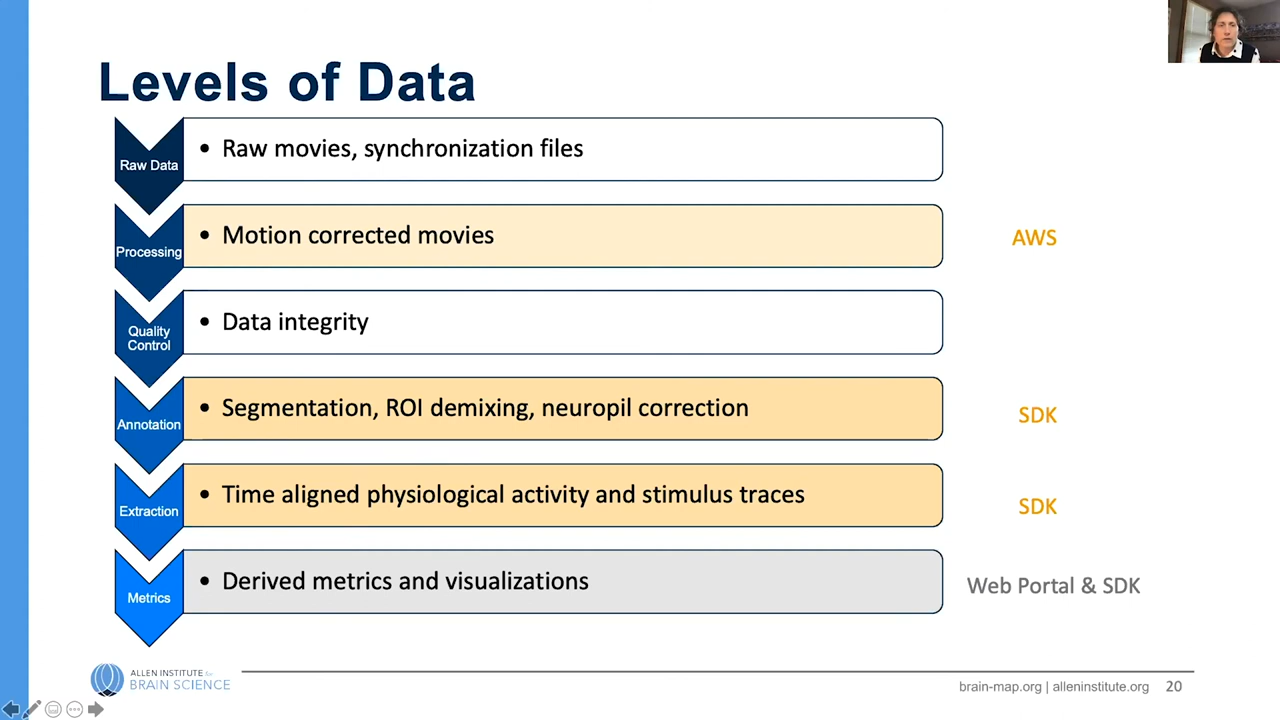 Levels of Data
Raw Data
• Raw movies, synchronization files
Processing
• Motion corrected movies
AWS
Quality
Control
• Data integrity
Annotation
• Segmentation, ROI demixing, neuropil correction
SDK
Extraction
• Time aligned physiological activity and stimulus traces
SDK
Metrics
• Derived metrics and visualizations
Web Portal & SDK
ALLEN INSTITUTE for
BRAIN SCIENCE
brain-map.org | alleninstitute.org 20